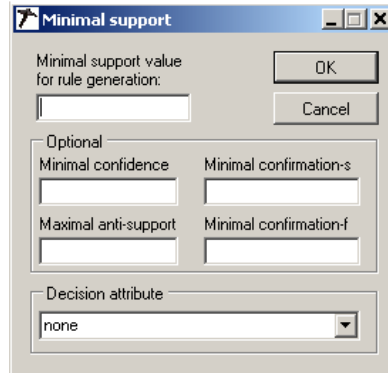 Minimal support
Minimal support value
for rule generation:
OK
Cancel
Optional
Minimal confidence
Minimal confirmation-s
Maximal anti-support
Minimal confirmation-f
Decision attribute
none